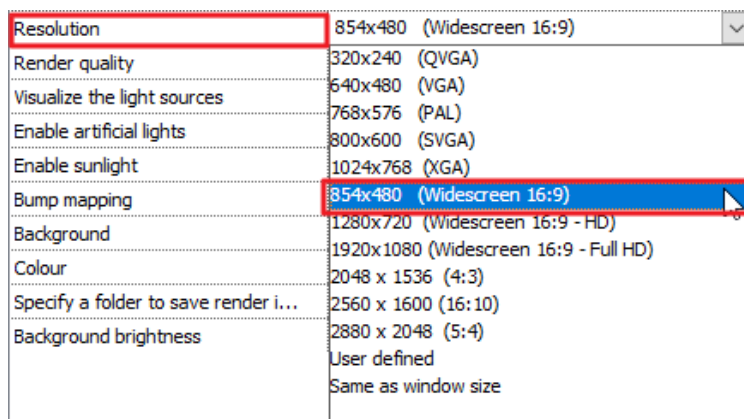 Resolution
854x480 (Widescreen 16:9)
Render quality
320x240 (QVGA)
640x480 (VGA)
Visualize the light sources
768x576 (PAL)
Enable artificial lights
800x600 (SVGA)
Enable sunlight
1024x768 (XGA)
Bump mapping
854x480 (Widescreen 16:9)
Background
1280x720 (Widescreen 16:9 - HD)
1920x1080 (Widescreen 16:9 - Full HD)
Colour
2048 x 1536 (4:3)
Specify a folder to save render i...
2560 x 1600 (16:10)
Background brightness
2880 x 2048 (5:4)
User defined
Same as window size